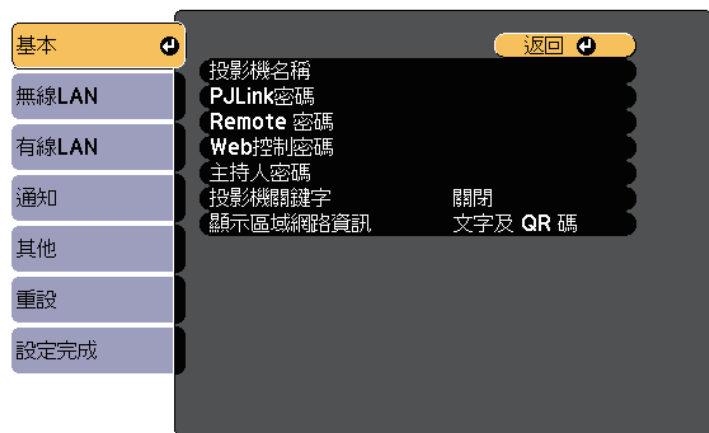 基本
無線LAN
有線LAN
通知
其他
重設
設定完成
返回
投影機名稱
PJLink密碼
Remote 密碼
Web控制密碼
主持人密碼
投影機關鍵字 關閉
顯示區域網路資訊 文字及 QR 碼